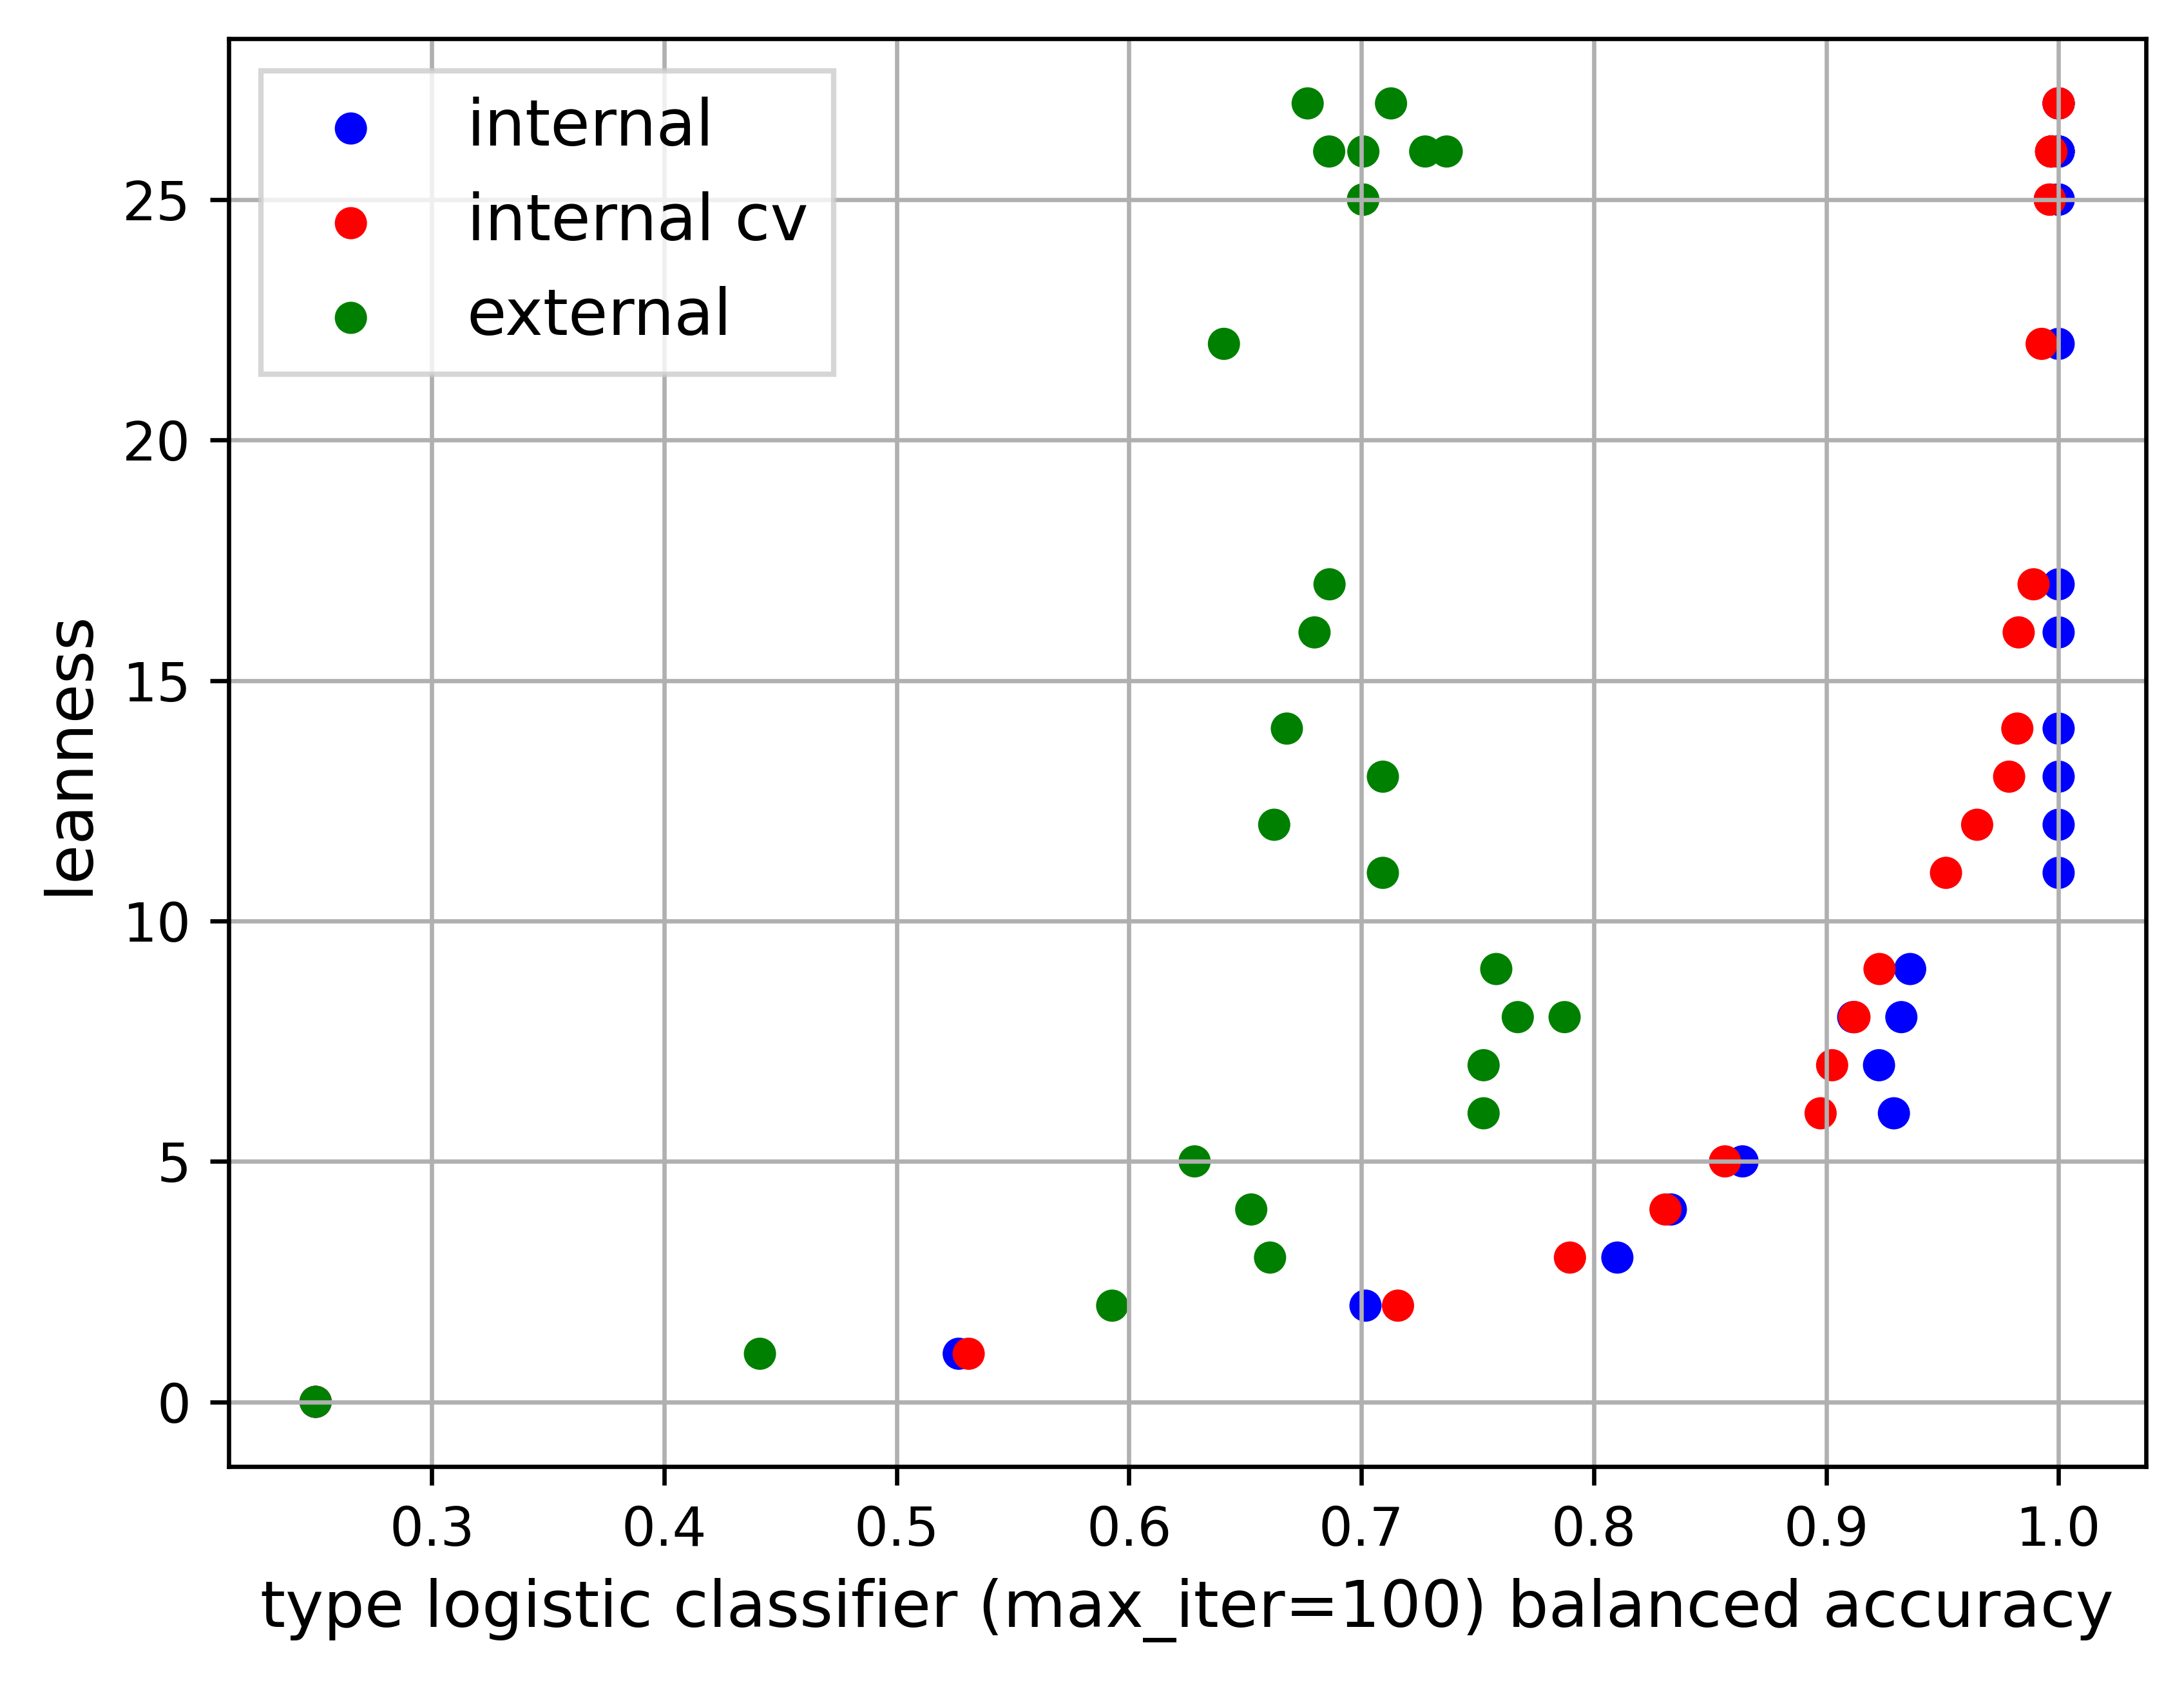 internal
internal cv
external
25
20
15
10
5
0
leanness
0.3 0.4 0.5 0.6 0.7 0.8 0.9 1.0
type logistic classifier (max_iter=100) balanced accuracy